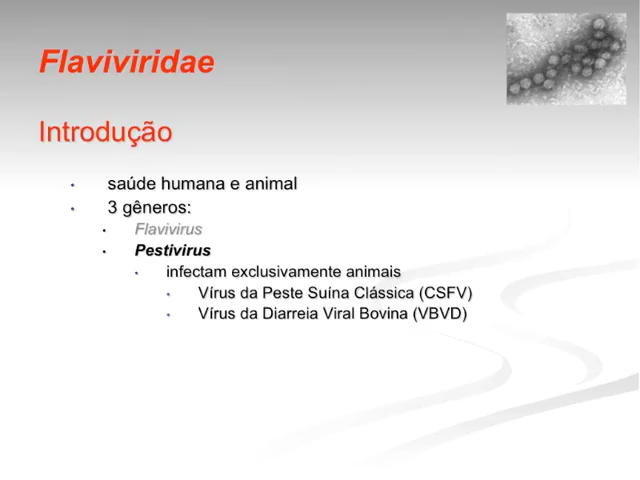 Flaviviridae
Introdução
• saúde humana e animal
• 3 gêneros:
• Flavivirus
• Pestivirus
• infectam exclusivamente animais
• Vírus da Peste Suína Clássica (CSFV)
• Vírus da Diarreia Viral Bovina (VBVD)